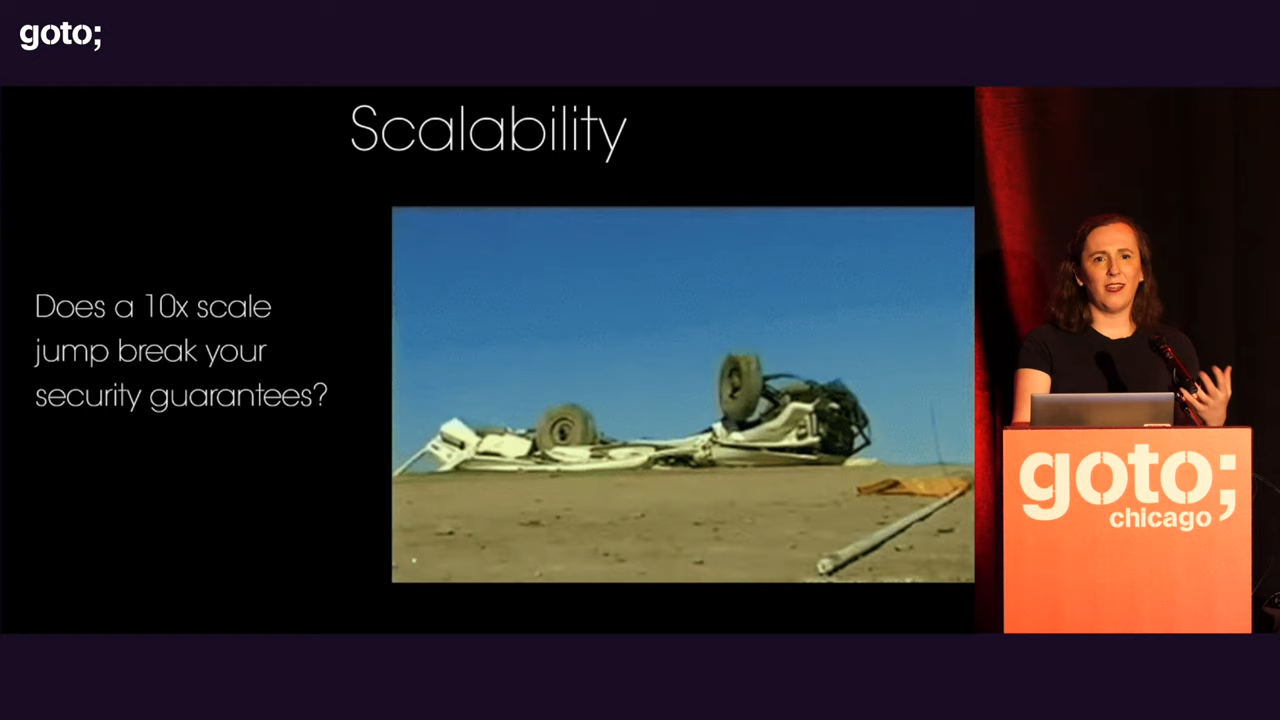 goto;
Scalability
Does a 10x scale
jump break your
security guarantees?
goto;
chicago